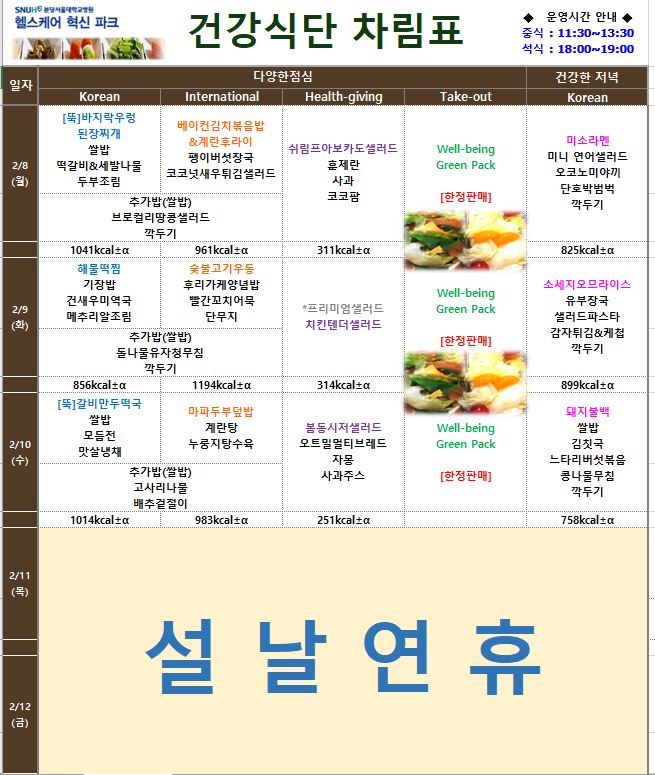 SNUH 분당서울대학교병원
헬스케어 혁신 파크
건강식단 차림표
◆ 운영시간 안내 ◆
중식 : 11:30~13:30
석식 : 18:00~19:00
일자
다양한점심
건강한 저녁
Korean
International
Health-giving
Take-out
Korean
2/8
(월)
[뚝]바지락우렁
된장찌개
쌀밥
떡갈비&세발나물
두부조림
베이컨김치볶음밥
&계란후라이
팽이버섯장국
코코넛새우튀김샐러드
추가밥(쌀밥)
브로컬리땅콩샐러드
깍두기
쉬림프아보카도샐러드
훈제란
사과
코코팜
Well-being
Green Pack
[한정판매]
미소라멘
미니 연어샐러드
오코노미야끼
단호박범벅
깍두기
1041kcal±α
961kcal±α
311kcal±α
825kcal±α
2/9
(화)
해물떡찜
기장밥
건새우미역국
메추리알조림
숯불고기우동
후리가케양념밥
빨간꼬치어묵
단무지
추가밥(쌀밥)
돌나물유자청무침
깍두기
*프리미엄샐러드
치킨텐더샐러드
Well-being
Green Pack
[한정판매]
소세지오므라이스
유부장국
샐러드파스타
감자튀김&케첩
깍두기
856kcal±α
1194kcal±α
314kcal±α
899kcal±α
2/10
(수)
[뚝]갈비만두떡국
쌀밥
모듬전
맛살냉채
마파두부덮밥
계란탕
누룽지탕수육
추가밥(쌀밥)
고사리나물
배추겉절이
봄동시저샐러드
오트밀멀티브레드
자몽
사과주스
Well-being
Green Pack
[한정판매]
돼지불백
쌀밥
김칫국
느타리버섯볶음
콩나물무침
깍두기
1014kcal±α
983kcal±α
251kcal±α
758kcal±α
2/11
(목)
설 날 연 휴
2/12
(금)